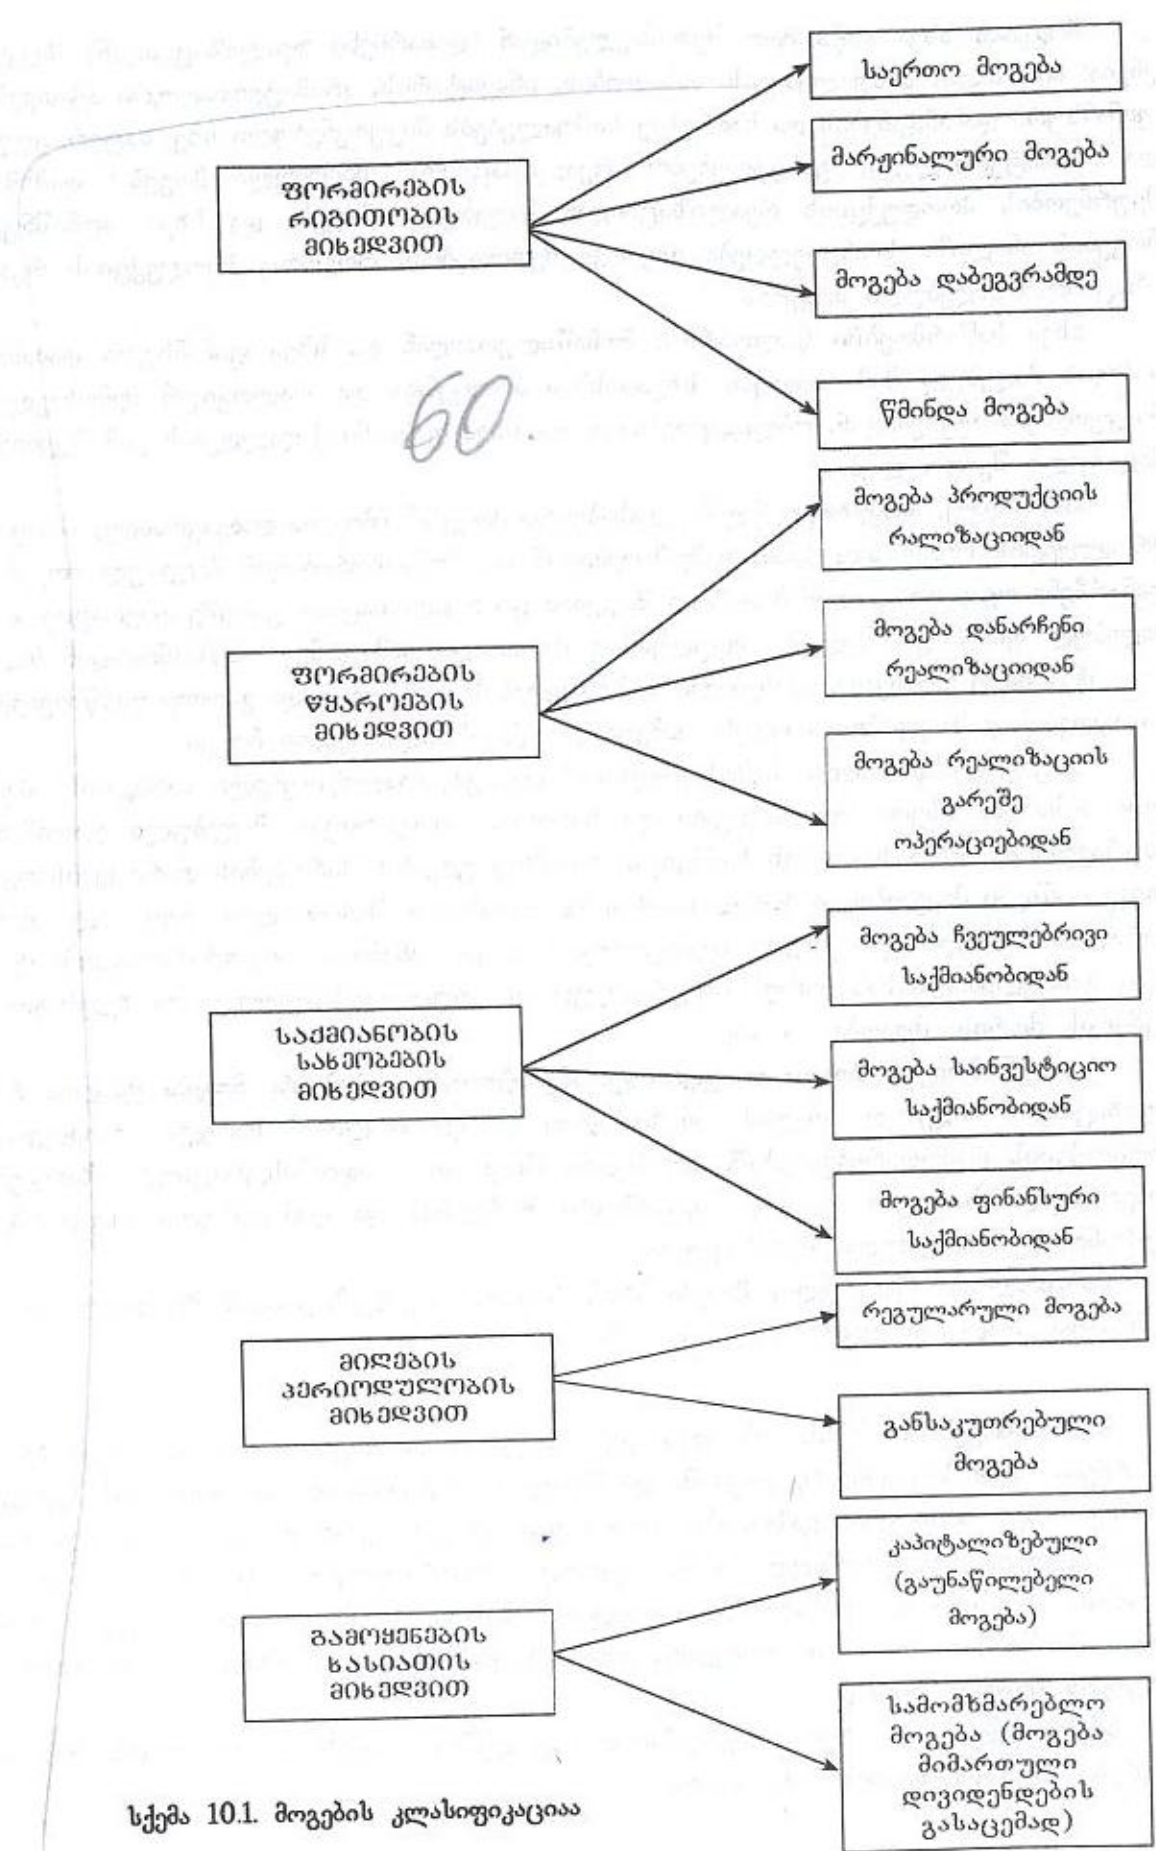 საერთო მოგება
მარჟინალური მოგება
ფორმირების
რიგითობის
მიხედვით
მოგება დაბეგვრამდე
წმინდა მოგება
60
მოგება პროდუქციის
რალიზაციიდან
მოგება დანარჩენი
რეალიზაციიდან
ფორმირების
წყაროების
მიხედვით
მოგება რეალიზაციის
გარეშე
ოპერაციებიდან
მოგება ჩვეულებრივი
საქმიანობიდან
საქმიანობის
სახეობების
მიხედვით
მოგება საინვესტიციო
საქმიანობიდან
მოგება ფინანსური
საქმიანობიდან
რეგულარული მოგება
მიღების
პერიოდულობის
მიხედვით
განსაკუთრებული
მოგება
კაპიტალიზებული
(გაუნაწილებელი
მოგება)
გამოყენების
ხასიათის
მიხედვით
სამომხმარებლო
მოგება (მოგება
მიმართული
დივიდენდების
გასაცემად)
სქემა 10.1. მოგების კლასიფიკაციაა